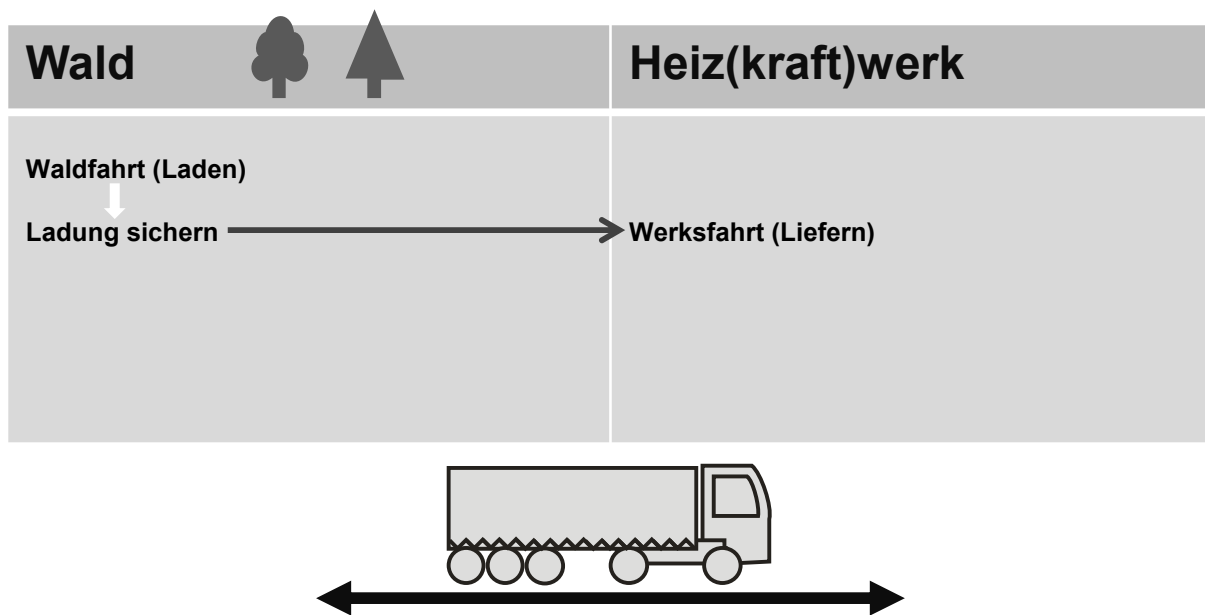 Wald
Heiz(kraft)werk
Waldfahrt (Laden)
Ladung sichern
Werksfahrt (Liefern)